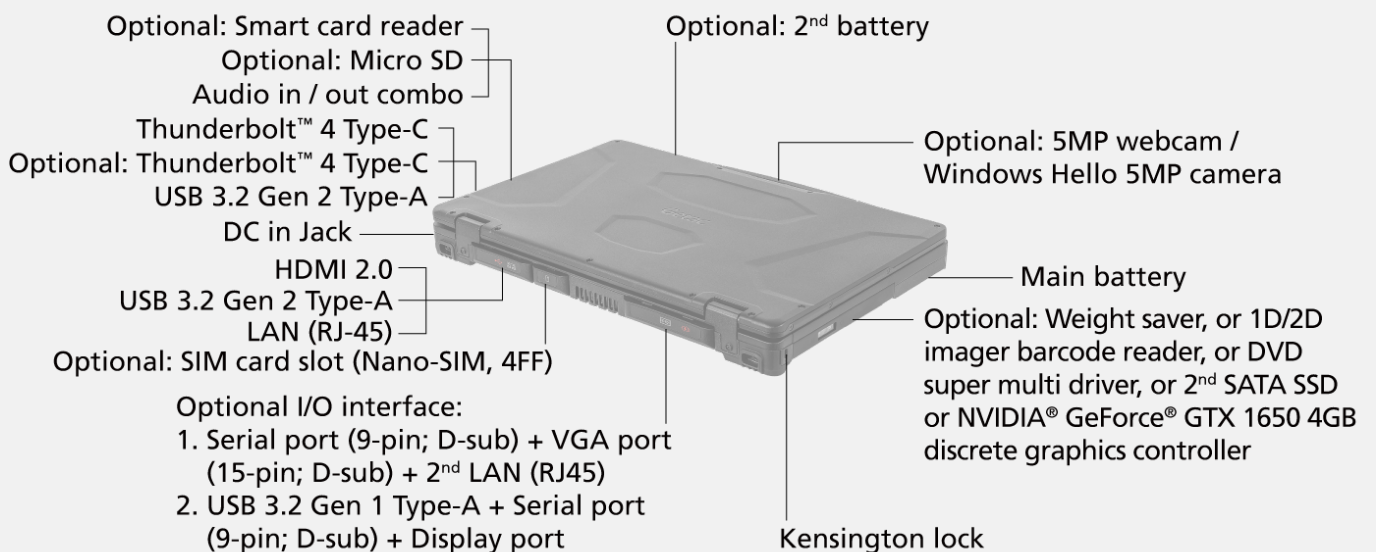 Optional: Smart card reader
Optional: Micro SD
Audio in / out combo
Thunderbolt™ 4 Type-C
Optional: Thunderbolt™ 4 Type-C
USB 3.2 Gen 2 Type-A
DC in Jack
HDMI 2.0
USB 3.2 Gen 2 Type-A
LAN (RJ-45)
Optional: SIM card slot (Nano-SIM, 4FF)
Optional I/O interface:
1. Serial port (9-pin; D-sub) + VGA port
(15-pin; D-sub) + 2nd LAN (RJ45)
2. USB 3.2 Gen 1 Type-A + Serial port
(9-pin; D-sub) + Display port
Optional: 2nd battery
Optional: 5MP webcam /
Windows Hello 5MP camera
Main battery
Optional: Weight saver, or 1D/2D
imager barcode reader, or DVD
super multi driver, or 2nd SATA SSD
or NVIDIA® GeForce® GTX 1650 4GB
discrete graphics controller
Kensington lock
Getac